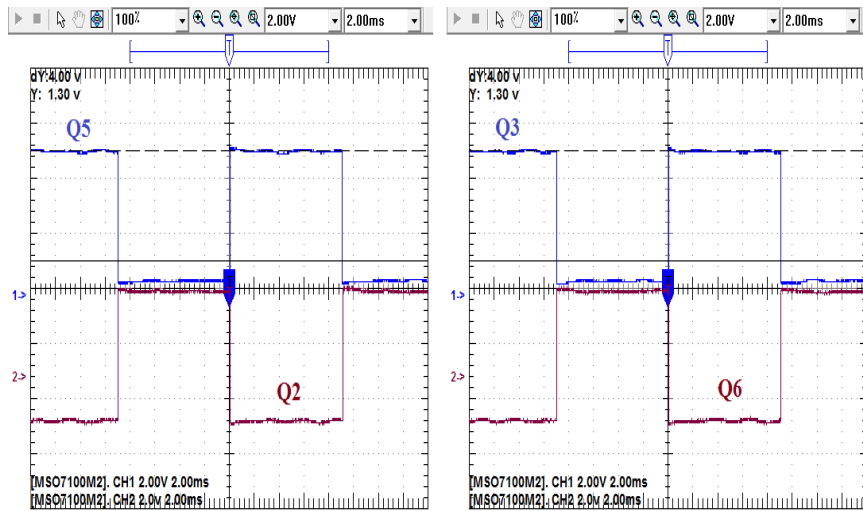 100% 2.00V 2.00ms
T
dY:4.00 v
Y: 1.30 v
Q5
1->
2->
Q2
[MSO7100M2]. CH1 2.00V 2.00ms
[MSO7100M2]. CH2 2.0v 2.00ms
100% 2.00V 2.00ms
T
dY:4.00 v
Y: 1.30 v
Q3
1->
2->
Q6
[MSO7100M2]. CH1 2.00V 2.00ms
[MSO7100M2]. CH2 2.0v 2.00ms